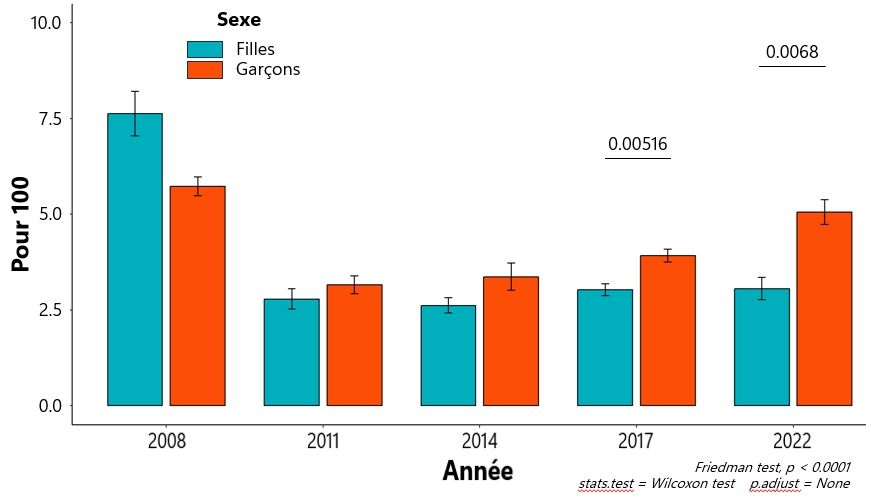 Sexe
Filles
Garçons
10.0
7.5
5.0
2.5
0.0
Pour 100
0.00516
0.0068
2008 2011 2014 2017 2022
Année
Friedman test, p < 0.0001
stats.test = Wilcoxon test p.adjust = None